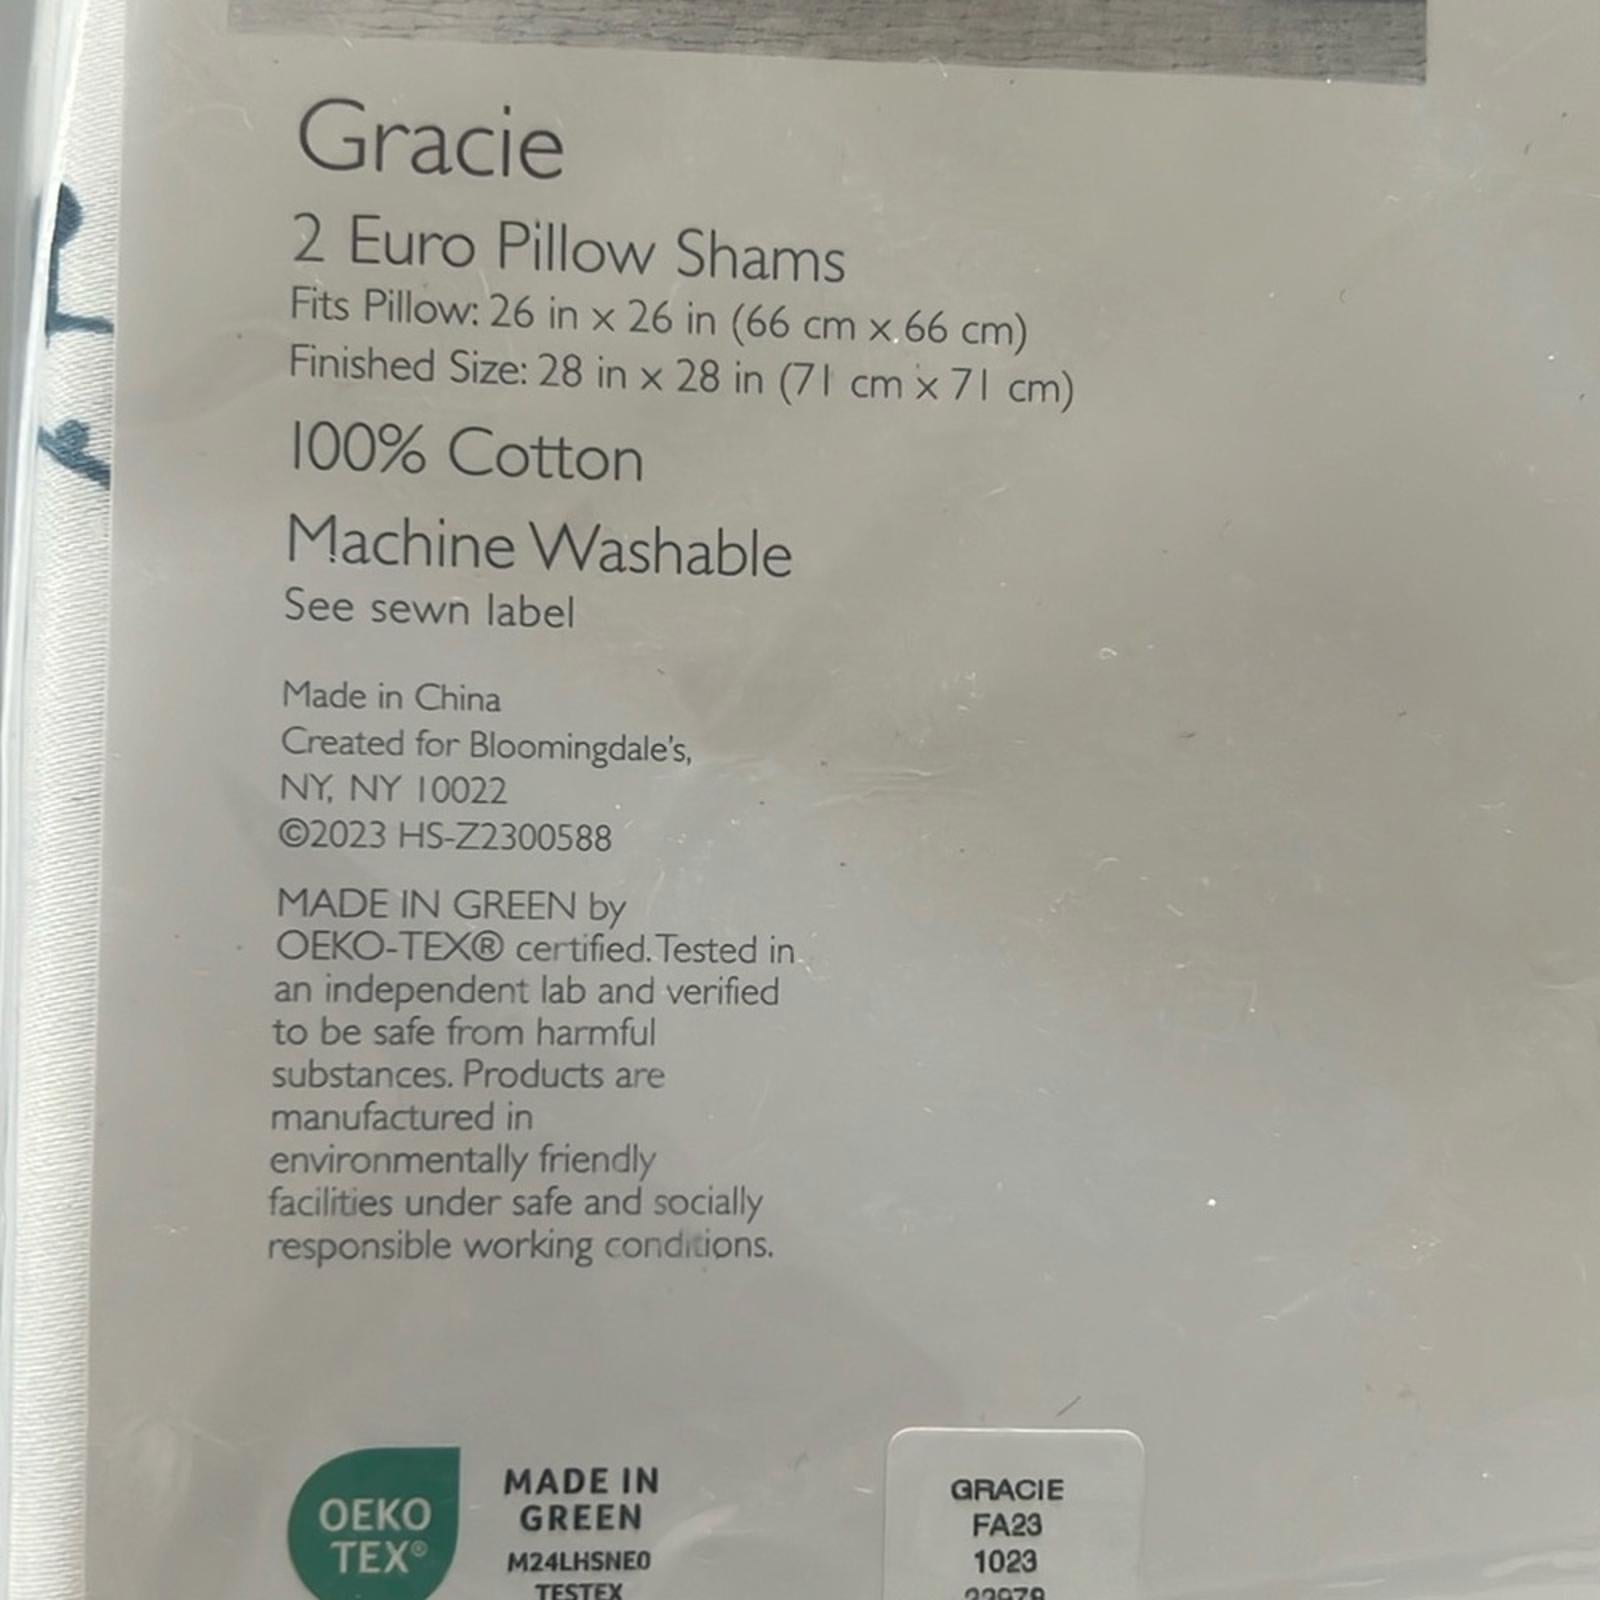 Gracie
2 Euro Pillow Shams
Fits Pillow: 26 in x 26 in (66 cm x 66 cm)
Finished Size: 28 in x 28 in (71 cm x 71 cm)
100% Cotton
Machine Washable
See sewn label
Made in China
Created for Bloomingdale's,
NY, NY 10022
©2023 HS-Z2300588
MADE IN GREEN by
OEKO-TEX® certified. Tested in
an independent lab and verified
to be safe from harmful
substances. Products are
manufactured in
environmentally friendly
facilities under safe and socially
responsible working conditions.
OEKO
TEX®
MADE IN
GREEN
M24LHSNE0
TESTEX
GRACIE
FA23
1023